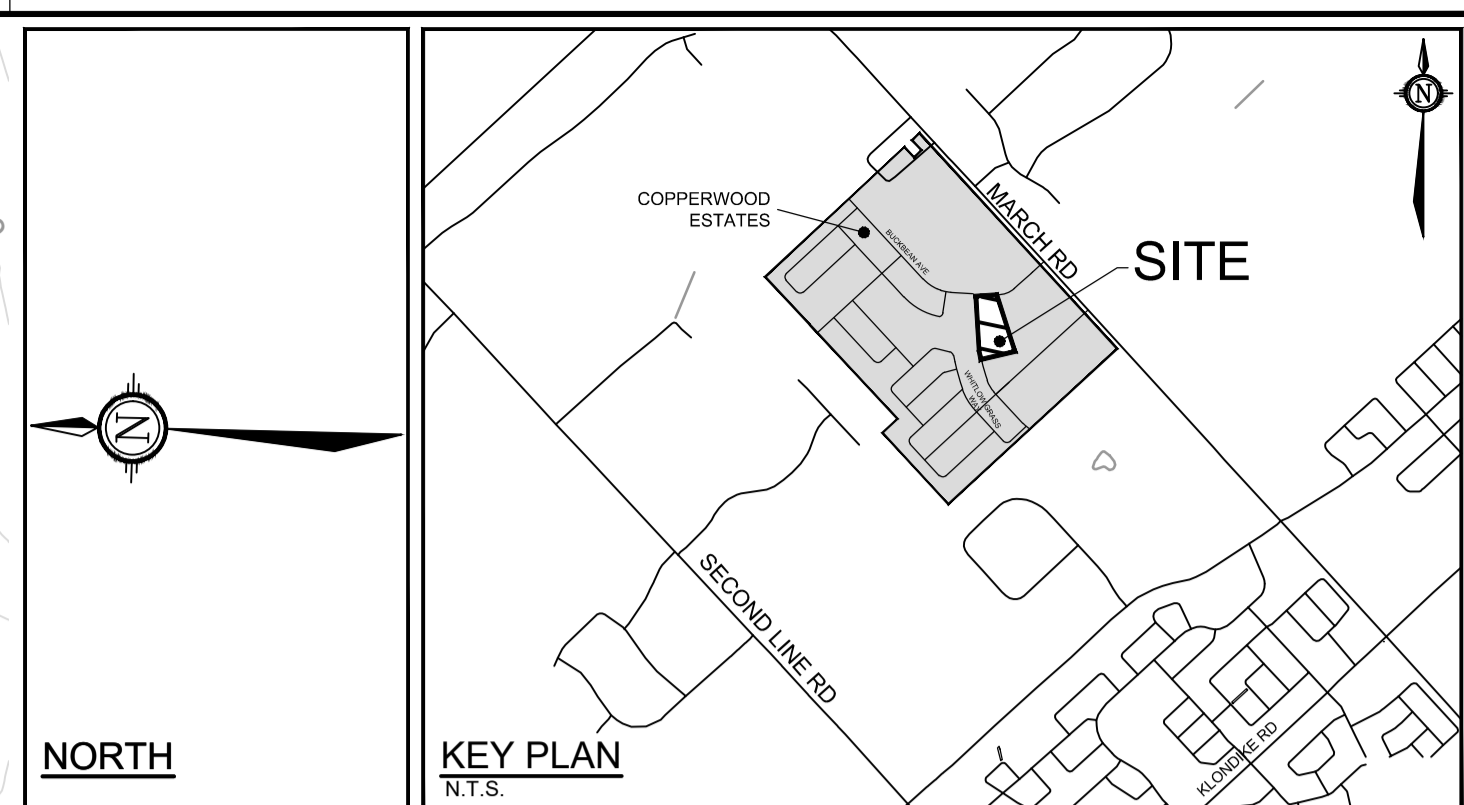 N
NORTH
N
COPPERWOOD
ESTATES
BUCKBEAN AVE
MARCH RD
SITE
WHITLOW GRASS
WAY
SECOND LINE RD
KLONDIKE RD
KEY PLAN
N.T.S.